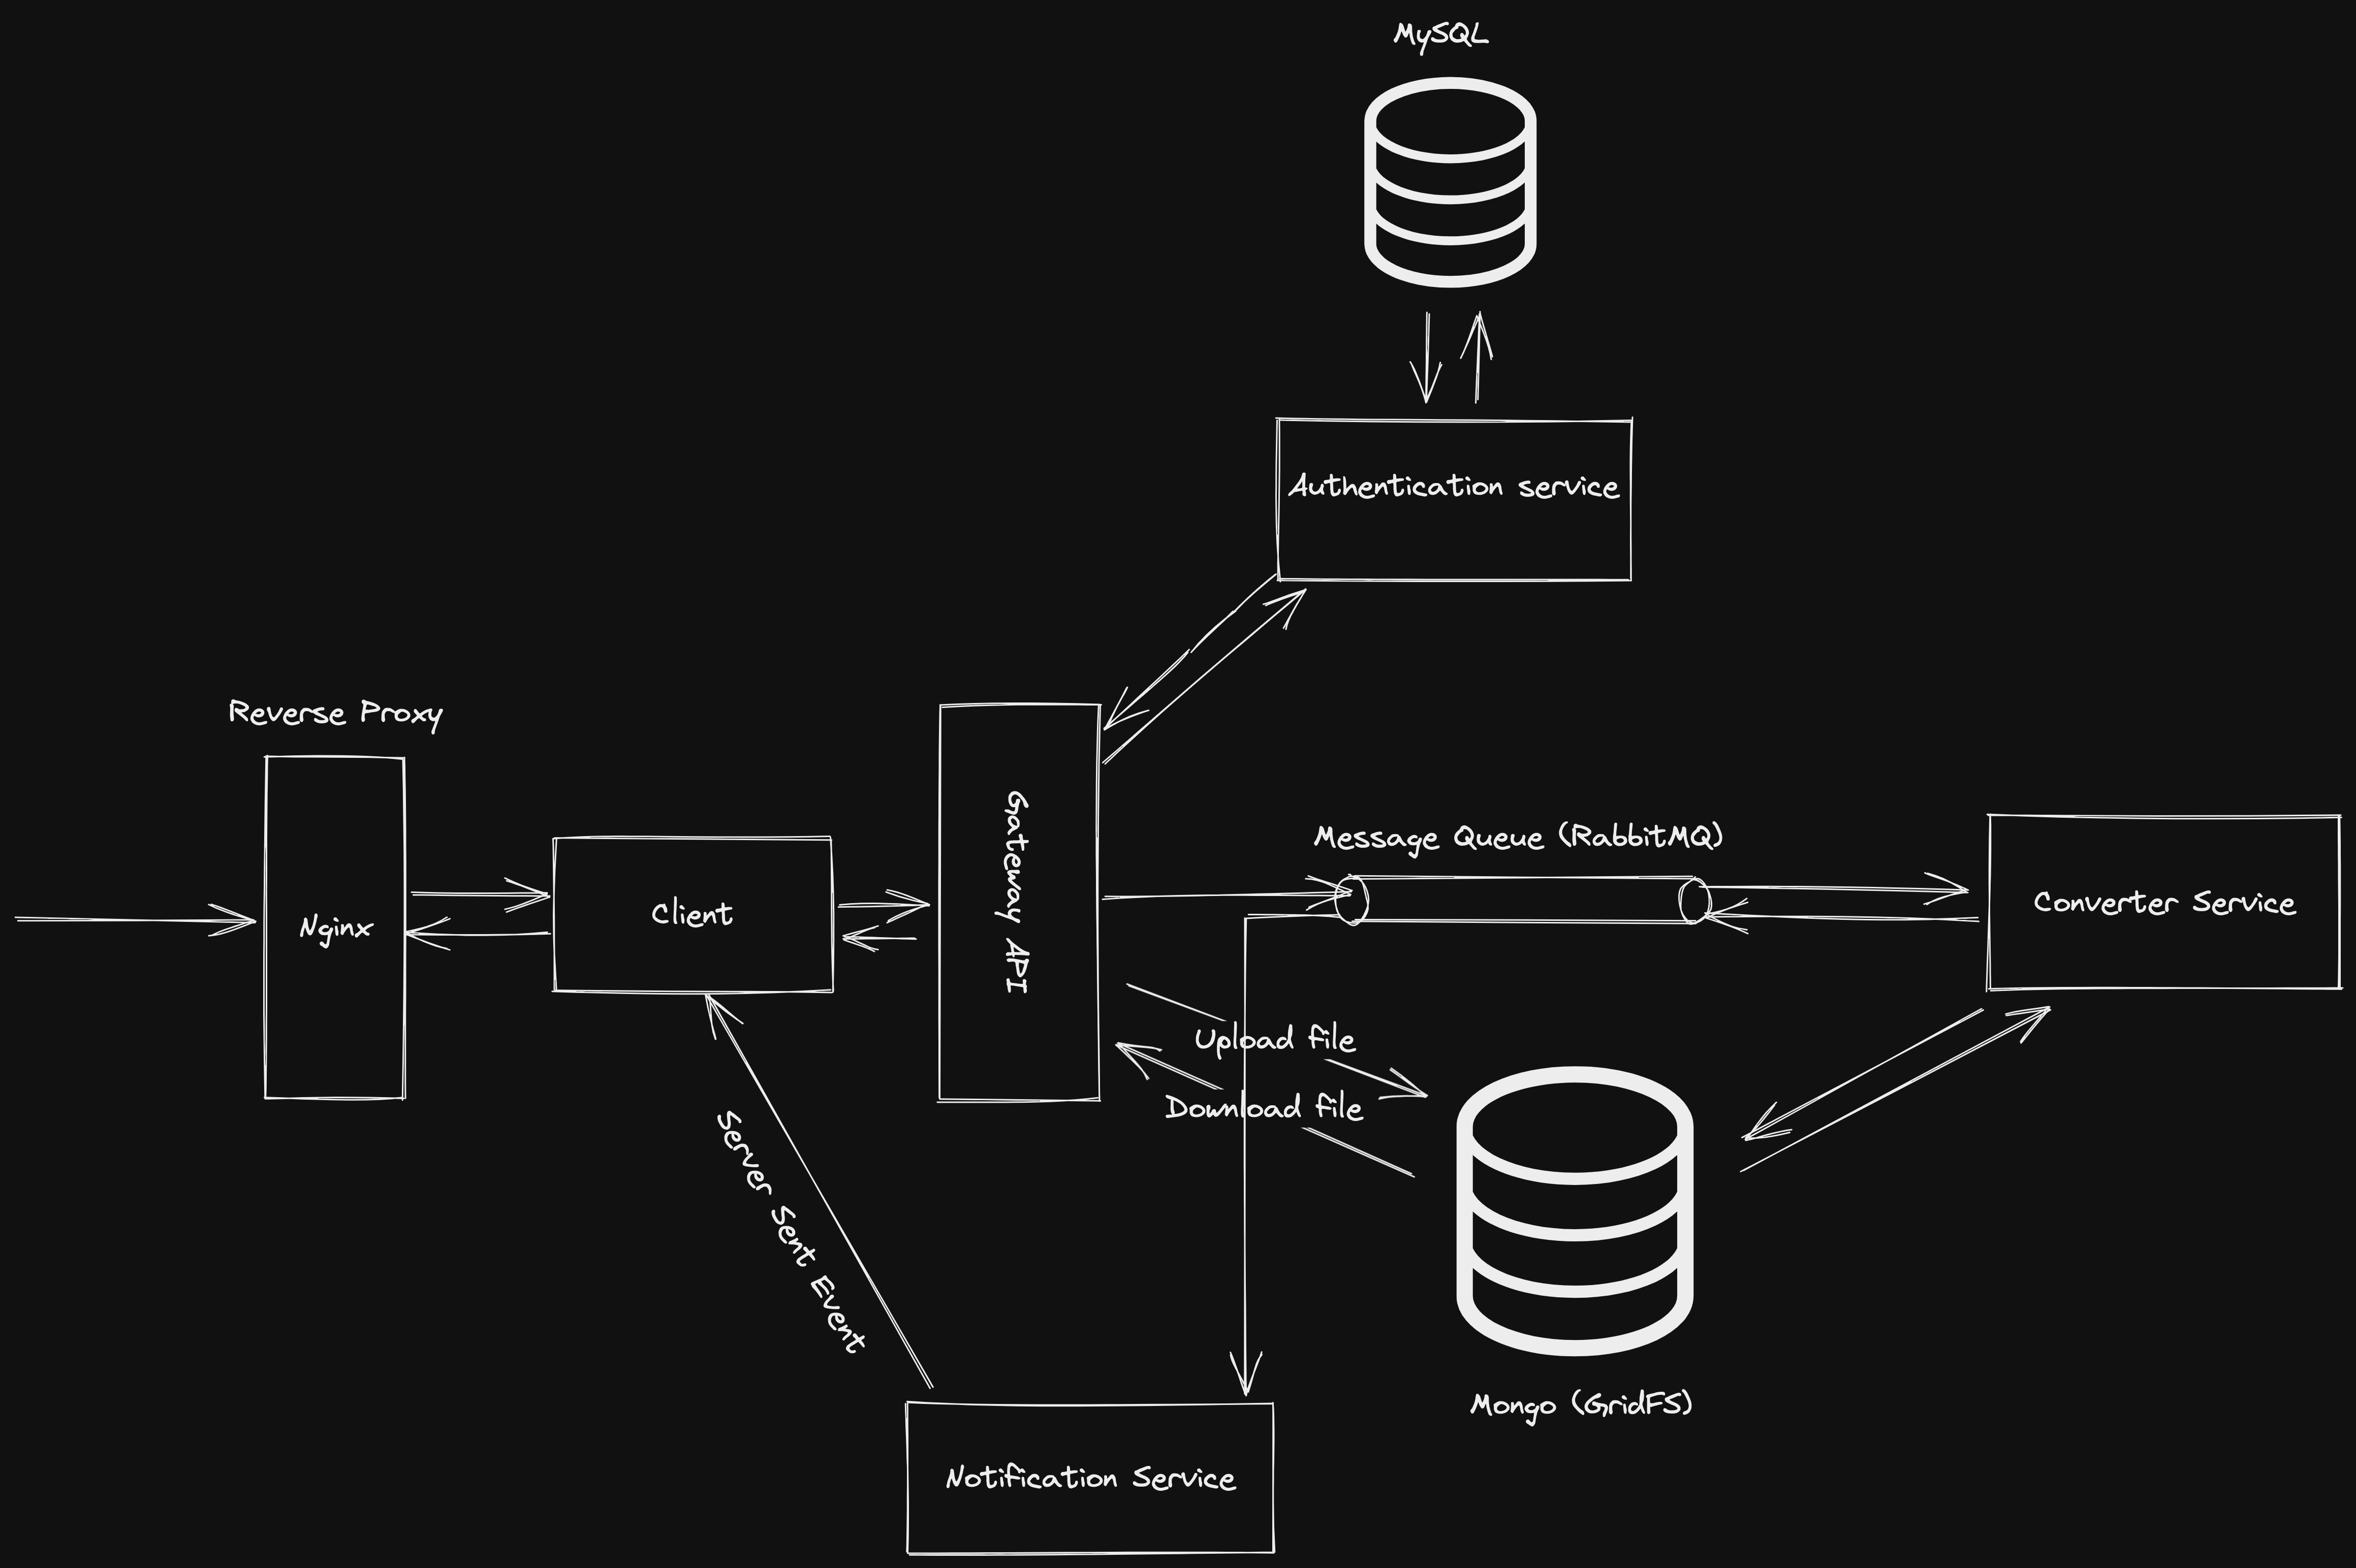 MySQL
Authentication service
Reverse Proxy
Nginx
Client
Gateway API
Message Queue (RabbitMQ)
Converter Service
Upload file
Download file
Server Sent Event
Mongo (GridFS)
Notification Service